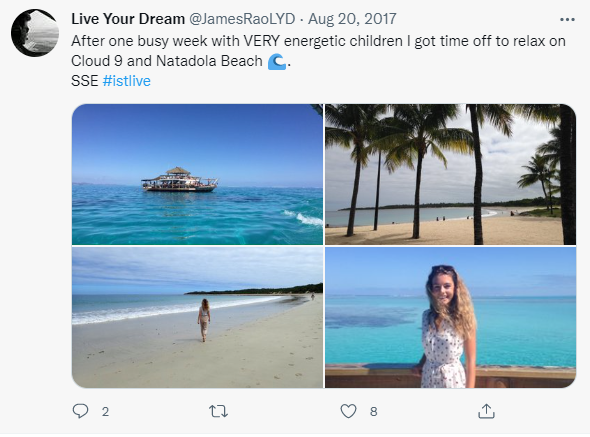 Live Your Dream @JamesRaoLYD · Aug 20, 2017
After one busy week with VERY energetic children I got time off to relax on
Cloud 9 and Natadola Beach 🌊.
SSE #istlive
2 8